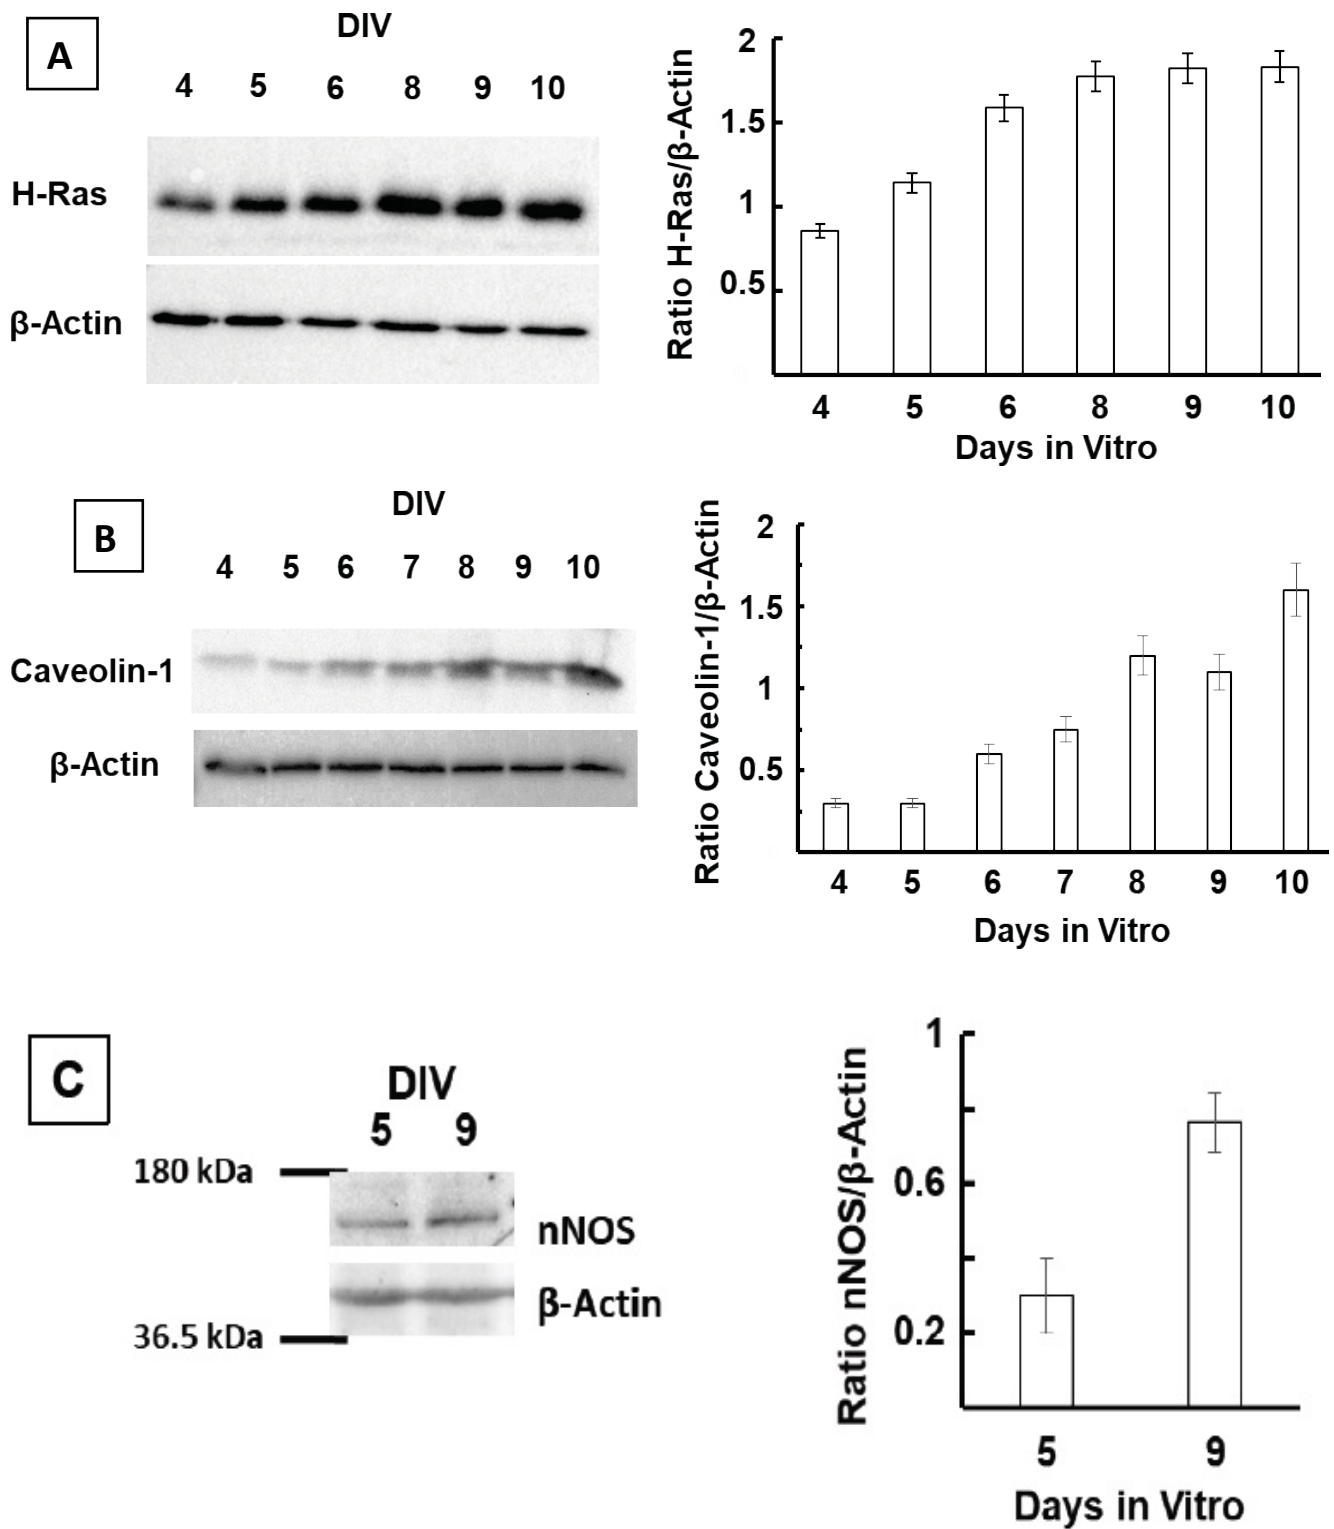 A
DIV
4 5 6 8 9 10
H-Ras
β-Actin
Ratio H-Ras/β-Actin
2
1.5
1
0.5
4 5 6 8 9 10
Days in Vitro
B
DIV
4 5 6 7 8 9 10
Caveolin-1
β-Actin
Ratio Caveolin-1/β-Actin
2
1.5
1
0.5
4 5 6 7 8 9 10
Days in Vitro
C
DIV
5 9
180 kDa
nNOS
β-Actin
36.5 kDa
Ratio nNOS/β-Actin
1
0.6
0.2
5 9
Days in Vitro